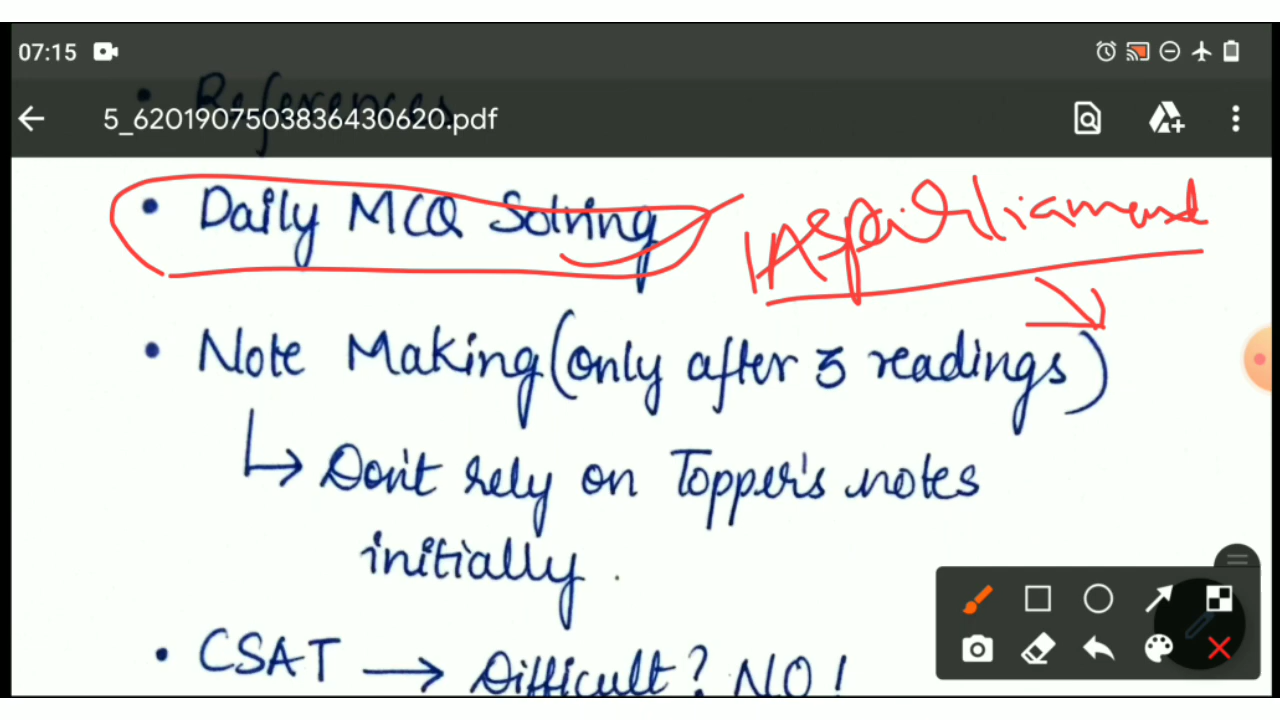 07:15
• References
5_6201907503836430620.pdf
• Daily MCQ Solving
• Note Making (only after 3 readings)
↳ Don't rely on Topper's notes
initially.
• CSAT → Difficult? NO!